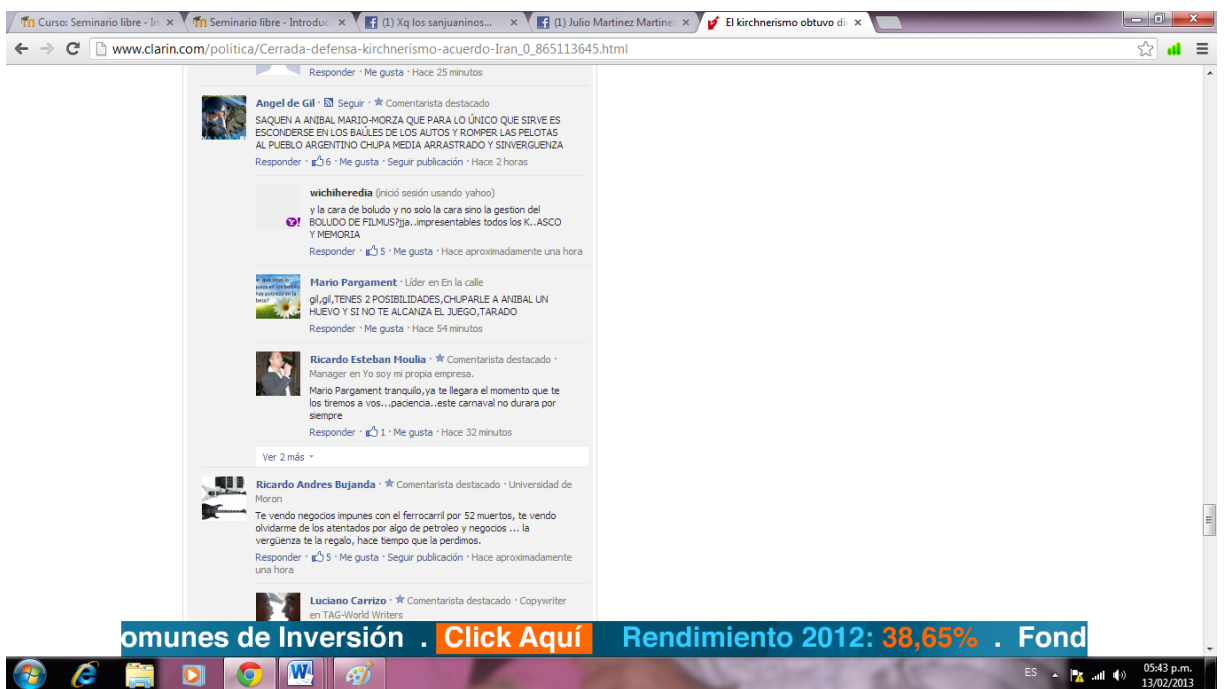 Curso: Seminario libre - In
Seminario libre - Introduc
(1) Xq los sanjuaninos...
(1) Julio Martinez Martine
El kirchnerismo obtuvo di
www.clarin.com/politica/Cerrada-defensa-kirchnerismo-acuerdo-Iran_0_865113645.html
Responder · Me gusta · Hace 25 minutos
Angel de Gil · Seguir · Comentarista destacado
SAQUEN A ANIBAL MARIO-MORZA QUE PARA LO ÚNICO QUE SIRVE ES
ESCONDERSE EN LOS BAÚLES DE LOS AUTOS Y ROMPER LAS PELOTAS
AL PUEBLO ARGENTINO CHUPA MEDIA ARRASTRADO Y SINVERGUENZA
Responder · 6 · Me gusta · Seguir publicación · Hace 2 horas
wichiheredia (inició sesión usando yahoo)
y la cara de boludo y no solo la cara sino la gestion del
BOLUDO DE FILMUS?jja..impresentables todos los K..ASCO
Y MEMORIA
Responder · 5 · Me gusta · Hace aproximadamente una hora
Mario Pargament · Líder en En la calle
gil,gil,TENES 2 POSIBILIDADES,CHUPARLE A ANIBAL UN
HUEVO Y SI NO TE ALCANZA EL JUEGO,TARADO
Responder · Me gusta · Hace 54 minutos
Ricardo Esteban Moulia · Comentarista destacado ·
Manager en Yo soy mi propia empresa.
Mario Pargament tranquilo,ya te llegara el momento que te
los tiremos a vos...paciencia..este carnaval no durara por
siempre
Responder · 1 · Me gusta · Hace 32 minutos
Ver 2 más
Ricardo Andres Bujanda · Comentarista destacado · Universidad de
Moron
Te vendo negocios impunes con el ferrocarril por 52 muertos, te vendo
olvidarme de los atentados por algo de petroleo y negocios ... la
vergüenza te la regalo, hace tiempo que la perdimos.
Responder · 5 · Me gusta · Seguir publicación · Hace aproximadamente
una hora
Luciano Carrizo · Comentarista destacado · Copywriter
en TAG-World Writers
omunes de Inversión . Click Aquí Rendimiento 2012: 38,65% . Fond
ES
05:43 p.m.
13/02/2013